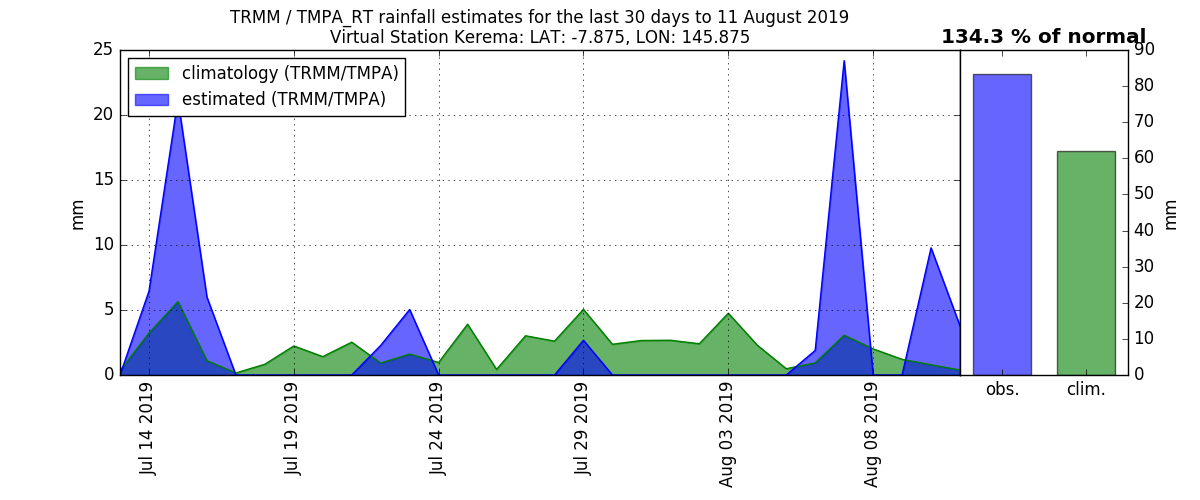 TRMM / TMPA_RT rainfall estimates for the last 30 days to 11 August 2019
Virtual Station Kerema: LAT: -7.875, LON: 145.875
134.3 % of normal
climatology (TRMM/TMPA)
estimated (TRMM/TMPA)
mm
25
20
15
10
5
0
Jul 14 2019
Jul 19 2019
Jul 24 2019
Jul 29 2019
Aug 03 2019
Aug 08 2019
obs.
clim.
90
80
70
60
50
40
30
20
10
0
mm